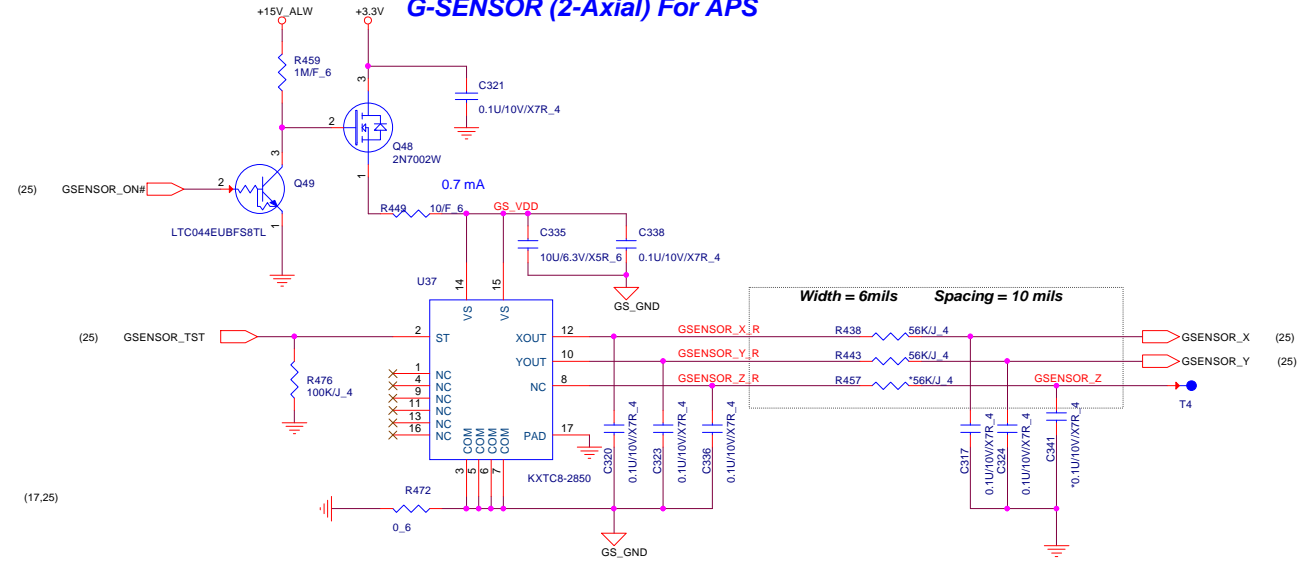 G-SENSOR (2-Axial) For APS
+15V_ALW
+3.3V
R459
1M/F_6
3
C321
0.1U/10V/X7R_4
2
Q48
2N7002W
3
1
(25)
GSENSOR_ON#
2
Q49
1
LTC044EUBFS8TL
0.7 mA
R449
10/F_6
GS_VDD
C335
10U/6.3V/X5R_6
C338
0.1U/10V/X7R_4
GS_GND
U37
14
15
VS
VS
Width = 6mils
Spacing = 10 mils
(25)
GSENSOR_TST
2
ST
XOUT
12
GSENSOR_X_R
R438
56K/J_4
GSENSOR_X
(25)
YOUT
10
GSENSOR_Y_R
R443
56K/J_4
GSENSOR_Y
(25)
NC
8
GSENSOR_Z_R
R457
*56K/J_4
GSENSOR_Z
T4
R476
100K/J_4
1
NC
4
NC
9
NC
11
NC
13
NC
16
NC
PAD
17
COM
COM
COM
COM
3
5
6
7
KXTC8-2850
C320
0.1U/10V/X7R_4
C323
0.1U/10V/X7R_4
C336
0.1U/10V/X7R_4
C317
0.1U/10V/X7R_4
C324
0.1U/10V/X7R_4
C341
*0.1U/10V/X7R_4
(17,25)
R472
0_6
GS_GND